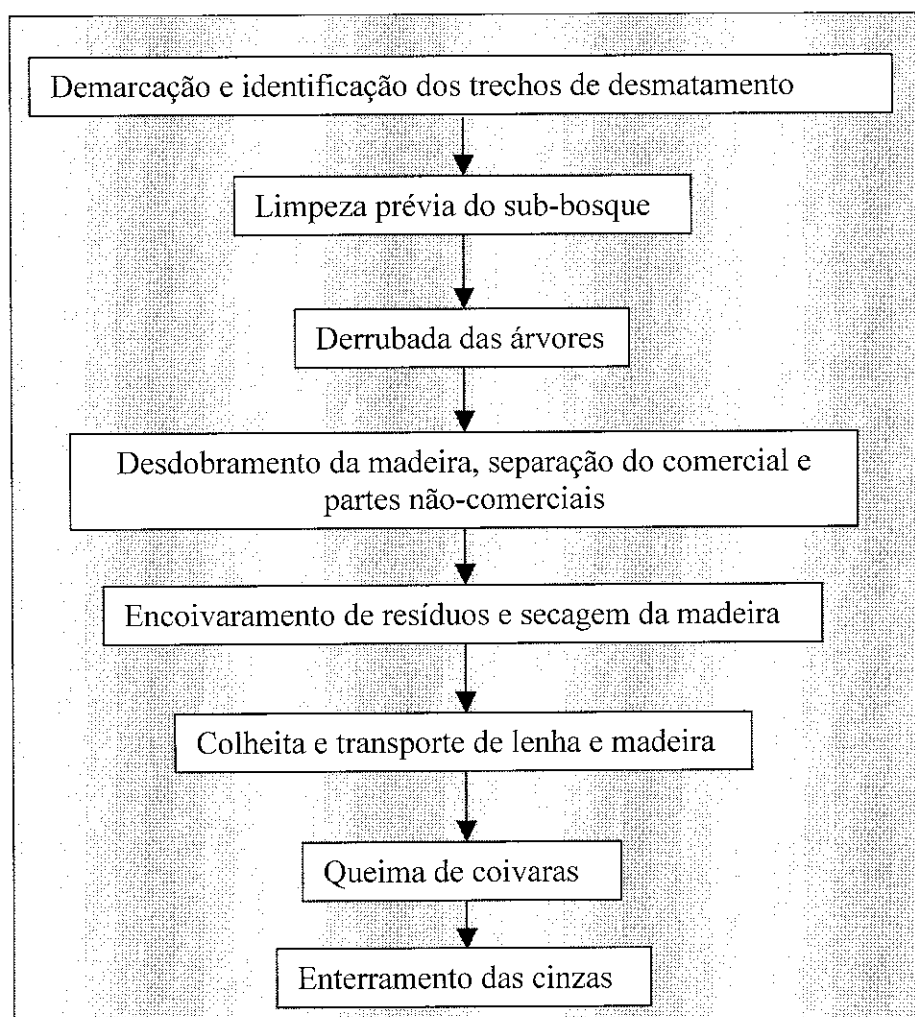 Demarcação e identificação dos trechos de desmatamento
Limpeza prévia do sub-bosque
Derrubada das árvores
Desdobramento da madeira, separação do comercial e
partes não-comerciais
Encoivaramento de resíduos e secagem da madeira
Colheita e transporte de lenha e madeira
Queima de coivaras
Enterramento das cinzas